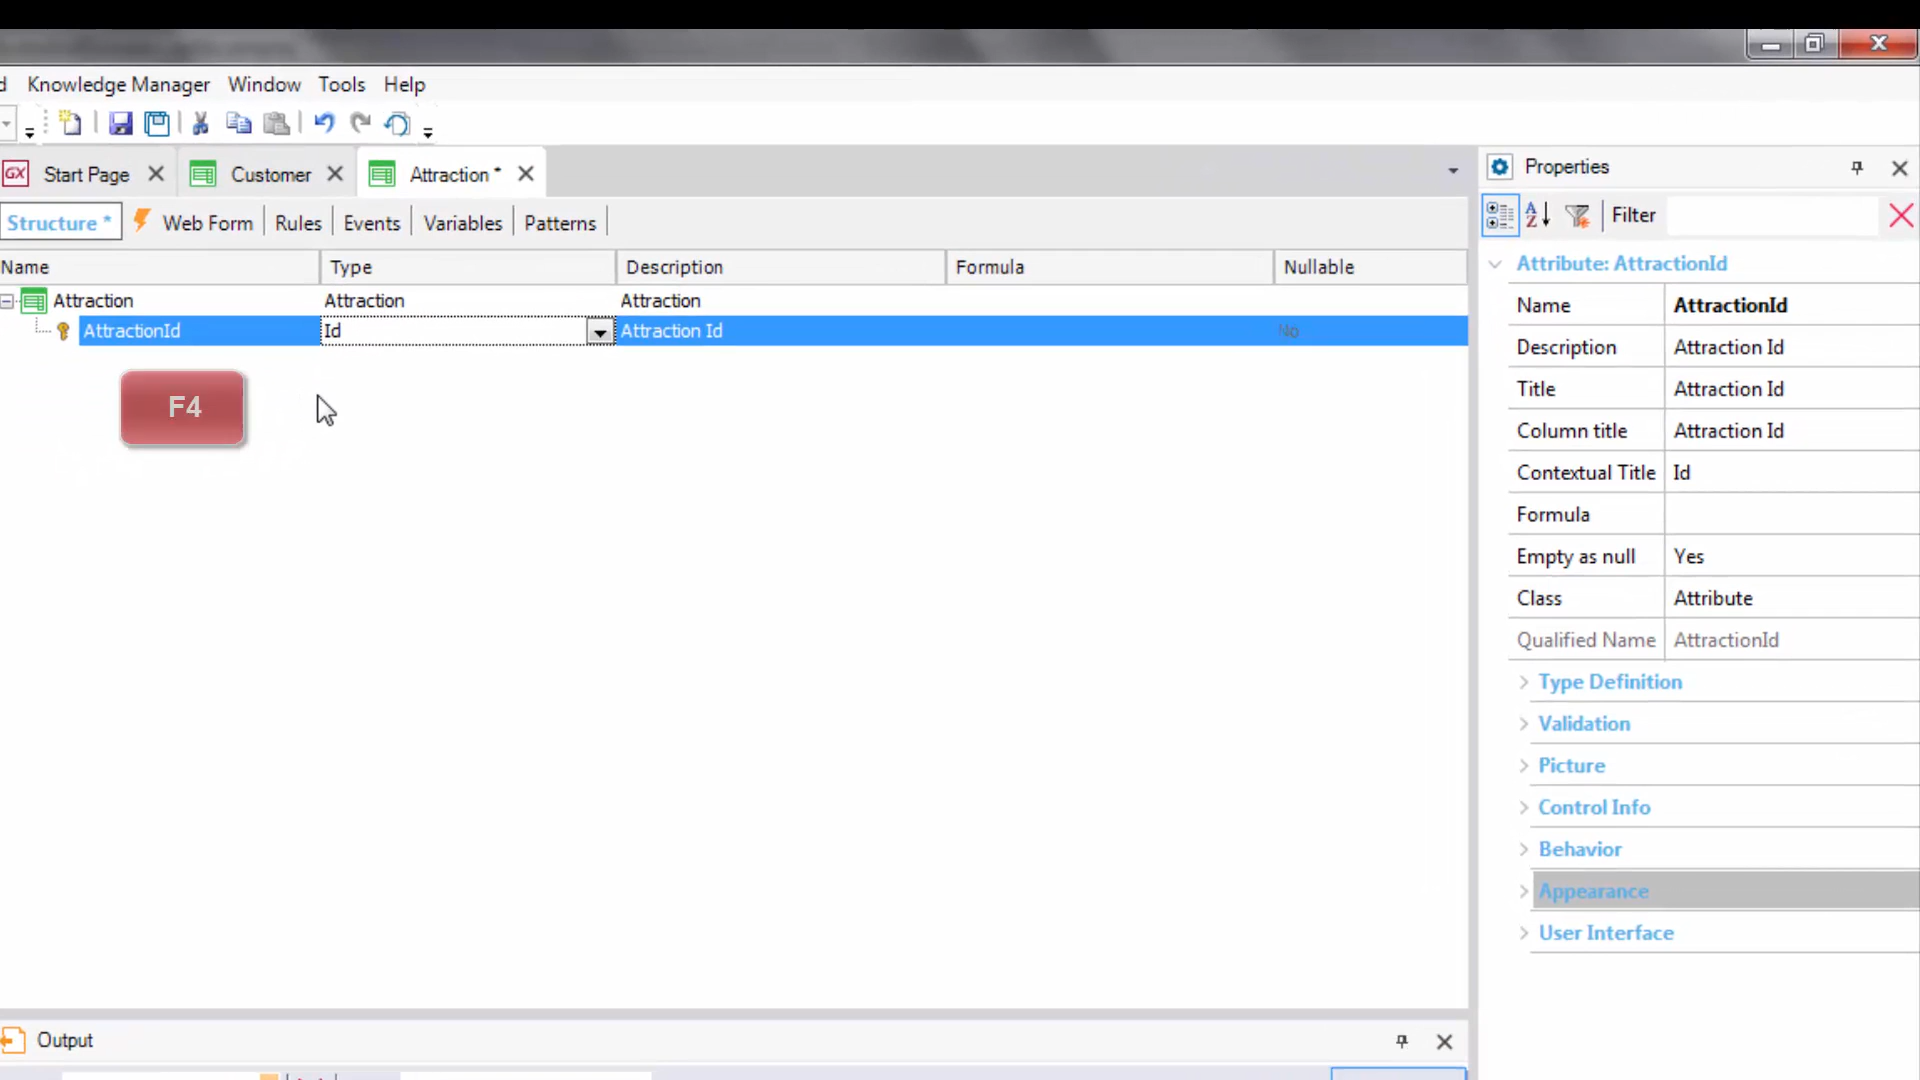 d Knowledge Manager Window Tools Help
GX Start Page Customer Attraction *
Structure * Web Form Rules Events Variables Patterns
Name Type Description Formula Nullable
Attraction Attraction Attraction
AttractionId Id Attraction Id No
F4
Properties
A Z Filter
Attribute: AttractionId
Name AttractionId
Description Attraction Id
Title Attraction Id
Column title Attraction Id
Contextual Title Id
Formula
Empty as null Yes
Class Attribute
Qualified Name AttractionId
Type Definition
Validation
Picture
Control Info
Behavior
Appearance
User Interface
Output